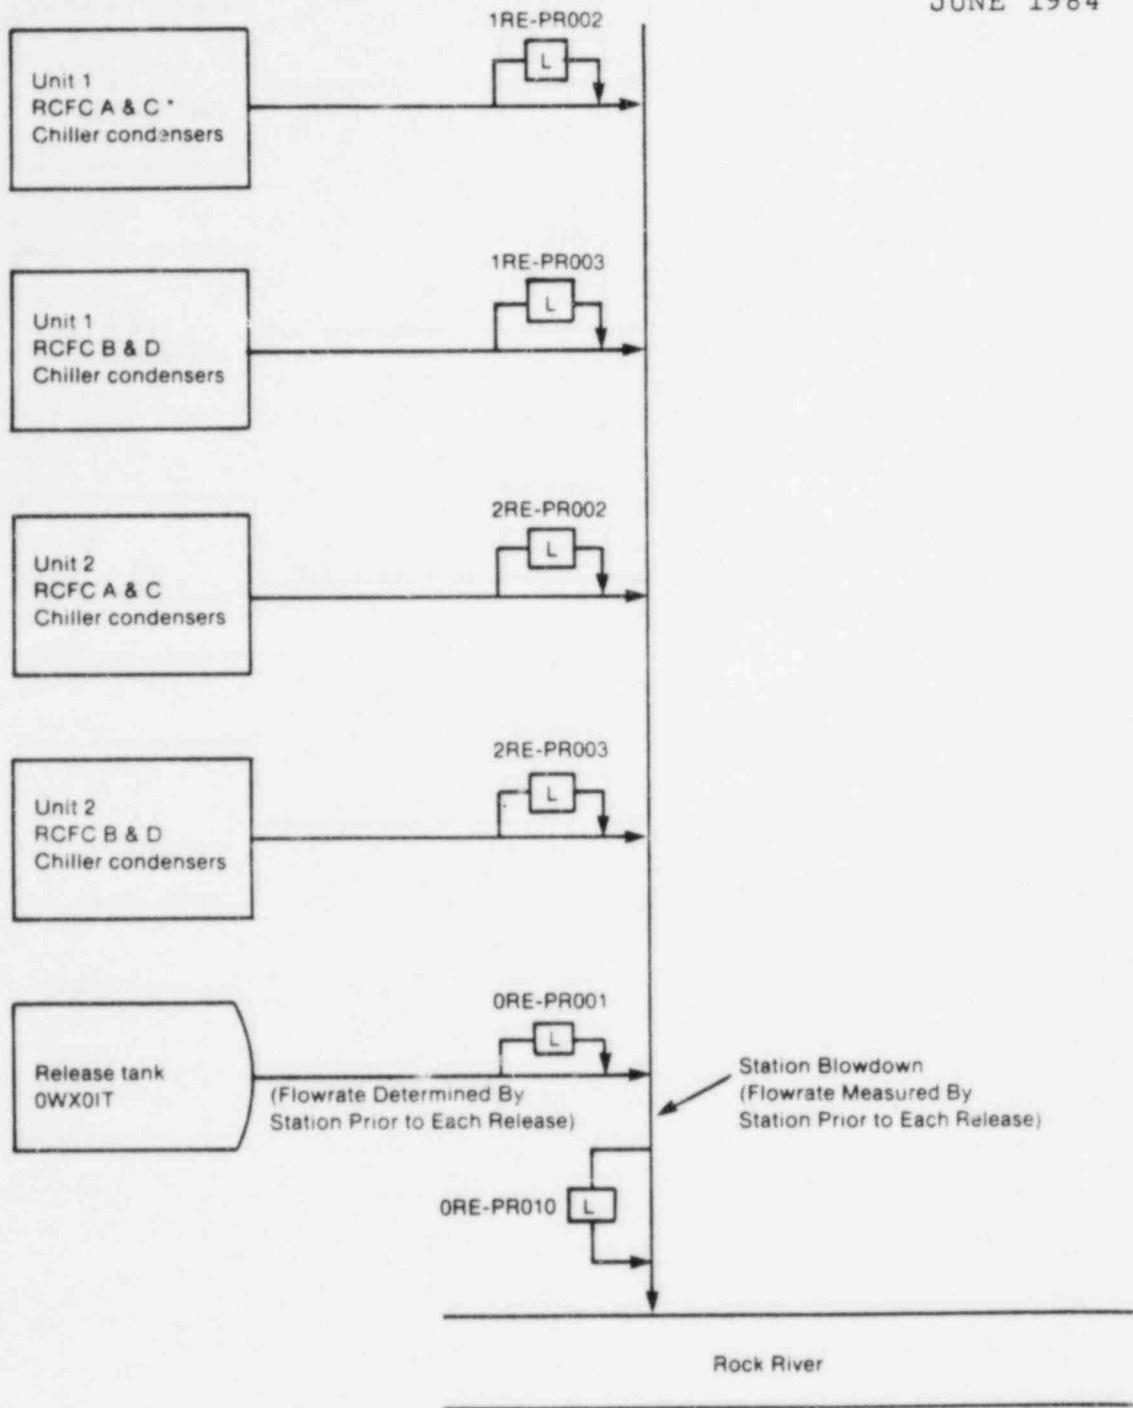 JUNE 1984
1RE-PR002
L
Unit 1
RCFC A & C *
Chiller condensers
1RE-PR003
L
Unit 1
RCFC B & D
Chiller condensers
2RE-PR002
L
Unit 2
RCFC A & C
Chiller condensers
2RE-PR003
L
Unit 2
RCFC B & D
Chiller condensers
0RE-PR001
L
Release tank
0WX0IT
(Flowrate Determined By
Station Prior to Each Release)
Station Blowdown
(Flowrate Measured By
Station Prior to Each Release)
0RE-PR010
L
Rock River